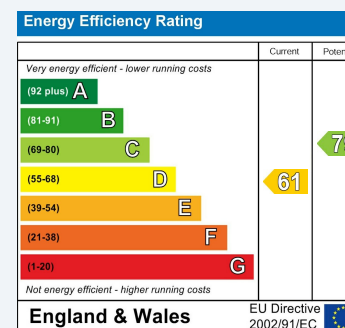 Energy Efficiency Rating
Current
Very energy efficient - lower running costs
(92 plus) A
(81-91) B
(69-80) C
(55-68) D
61
(39-54) E
(21-38) F
(1-20) G
Not energy efficient - higher running costs
England & Wales
EU Directive
2002/91/EC